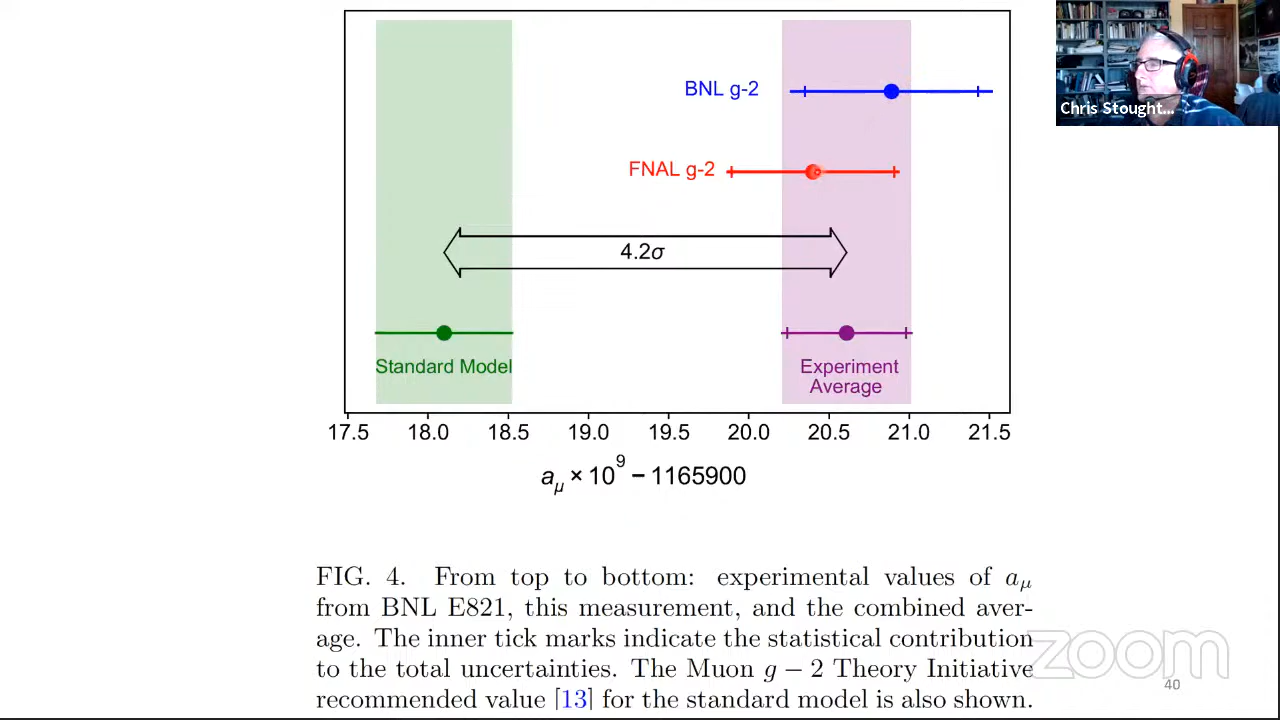 BNL g-2
Chris Stought...
FNAL g-2
4.2σ
Standard Model
Experiment
Average
17.5 18.0 18.5 19.0 19.5 20.0 20.5 21.0 21.5
aμ × 10⁹ − 1165900
FIG. 4. From top to bottom: experimental values of aμ
from BNL E821, this measurement, and the combined aver-
age. The inner tick marks indicate the statistical contribution
to the total uncertainties. The Muon g − 2 Theory Initiative
recommended value [13] for the standard model is also shown.
zoom
40